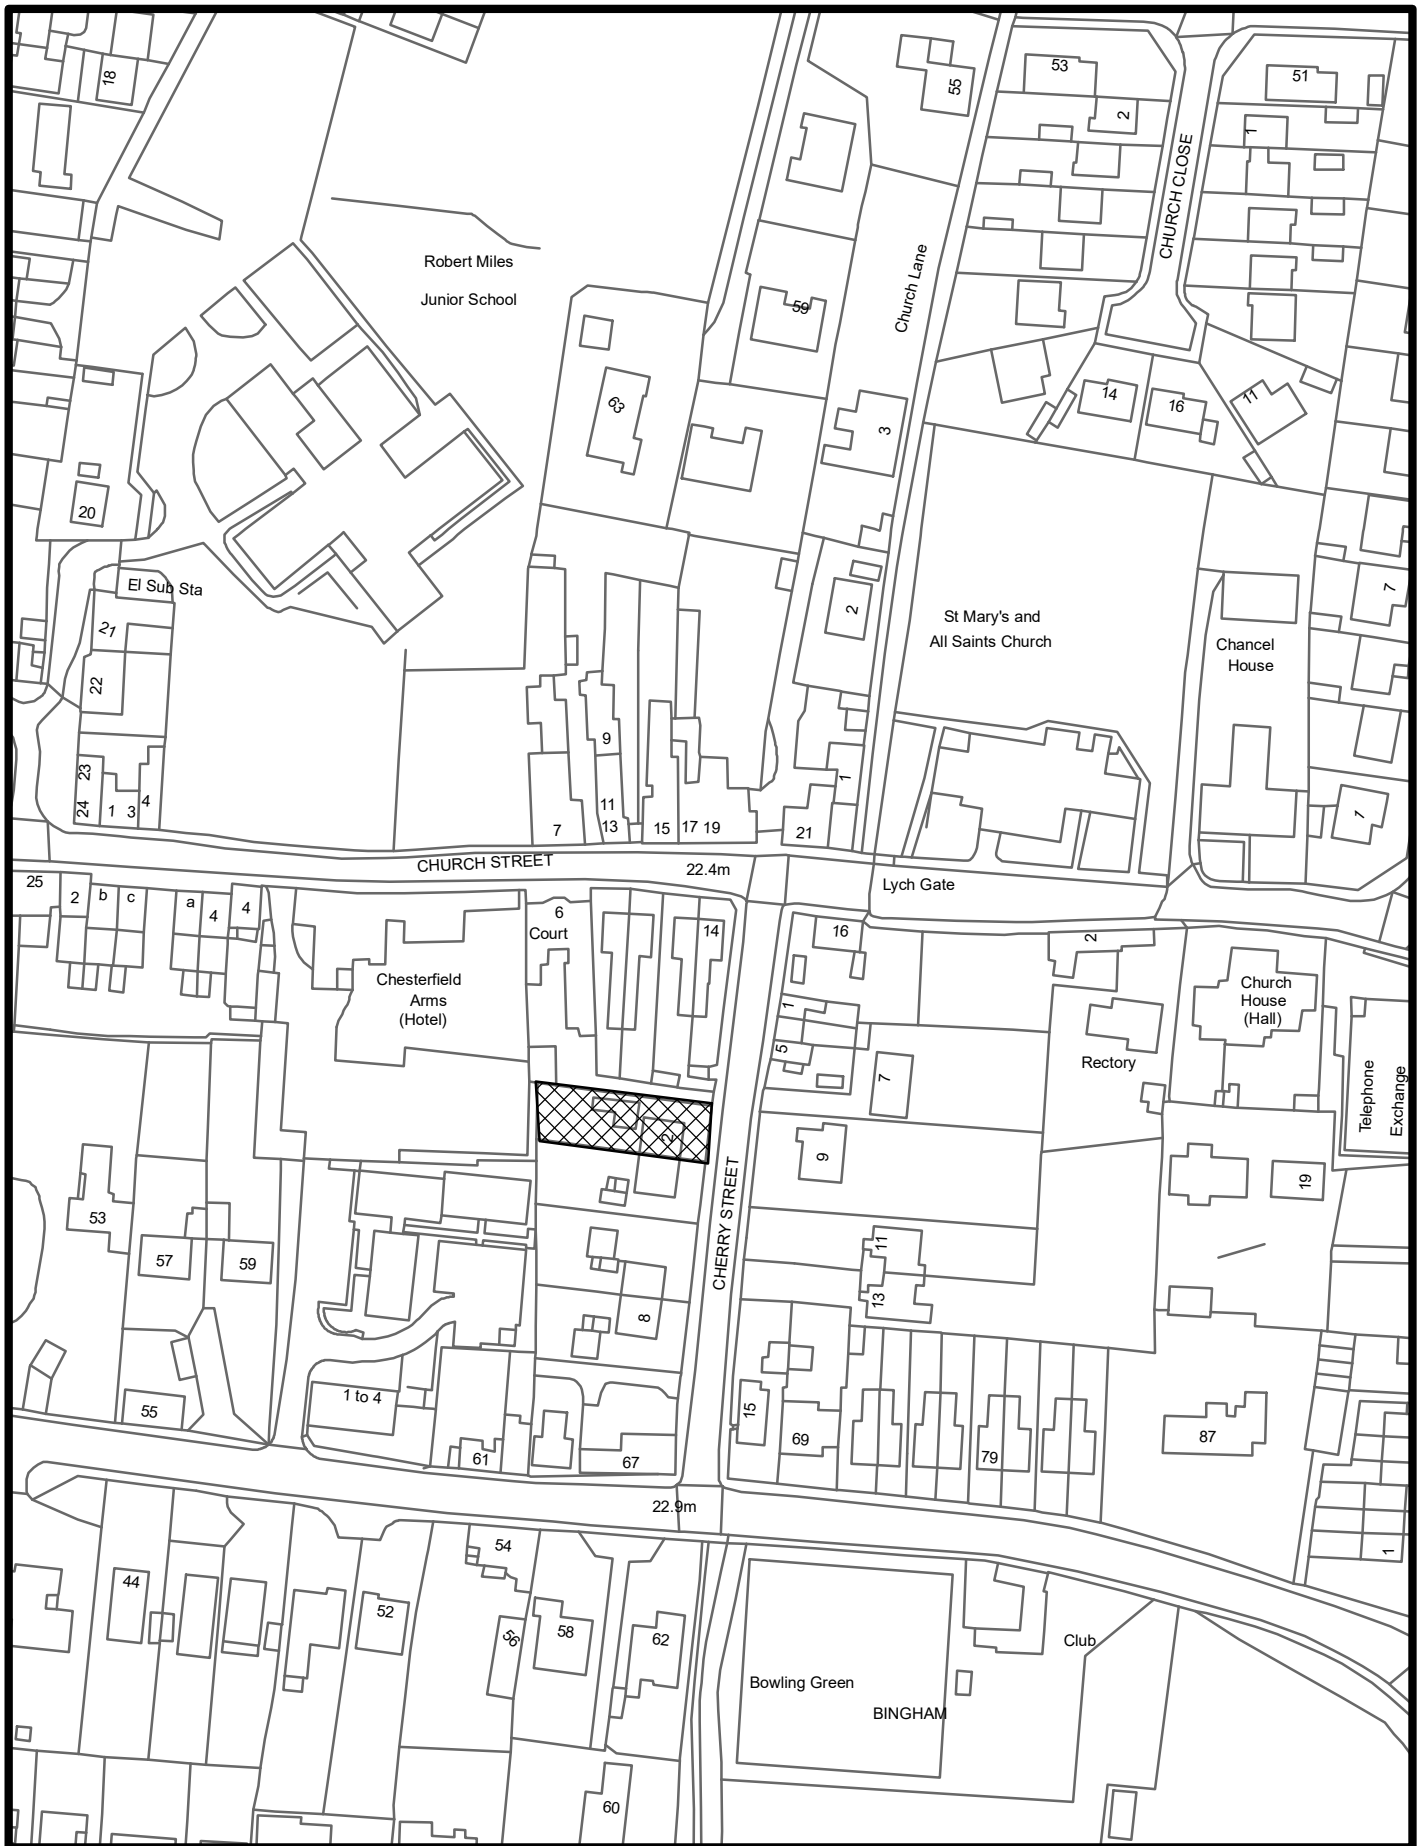 18
55
53
2
51
1
CHURCH CLOSE
Robert Miles
Junior School
Church Lane
59
63
3
14
16
11
20
El Sub Sta
21
22
2
St Mary's and
All Saints Church
Chancel
House
7
9
23
24
1
3
4
11
13
7
15
17
19
21
1
1
CHURCH STREET
22.4m
Lych Gate
25
2
b
c
a
4
4
6
Court
14
16
2
Chesterfield
Arms
(Hotel)
Church
House
(Hall)
1
5
7
Rectory
Telephone
Exchange
2
9
19
CHERRY STREET
53
57
59
11
13
8
1 to 4
55
61
67
15
69
79
87
22.9m
1
54
44
52
56
58
62
Club
Bowling Green
BINGHAM
60